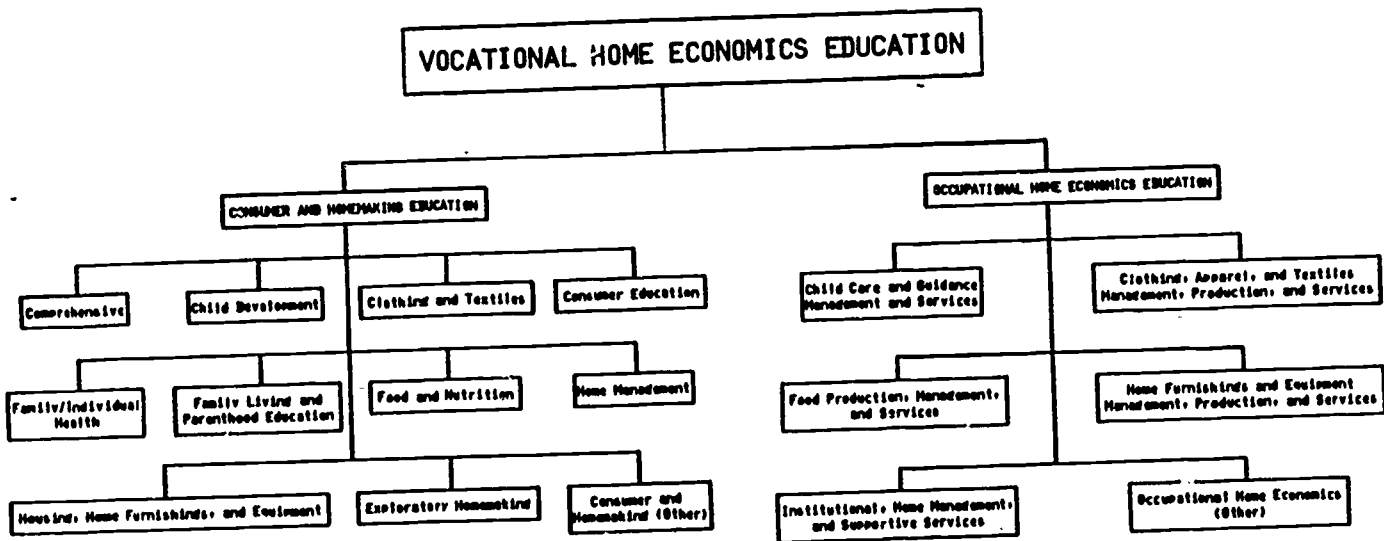 VOCATIONAL HOME ECONOMICS EDUCATION
CONSUMER AND HOMEMAKING EDUCATION
OCCUPATIONAL HOME ECONOMICS EDUCATION
Comprehensive
Child Development
Clothing and Textiles
Consumer Education
Child Care and Guidance
Management and Services
Clothing, Apparel, and Textiles
Management, Production, and Services
Family/Individual
Health
Family Living and
Parenthood Education
Food and Nutrition
Home Management
Food Production, Management,
and Services
Home Furnishings and Equipment
Management, Production, and Services
Housing, Home Furnishings, and Equipment
Exploratory Homemaking
Consumer and
Homemaking (Other)
Institutional, Home Management,
and Supportive Services
Occupational Home Economics
(Other)